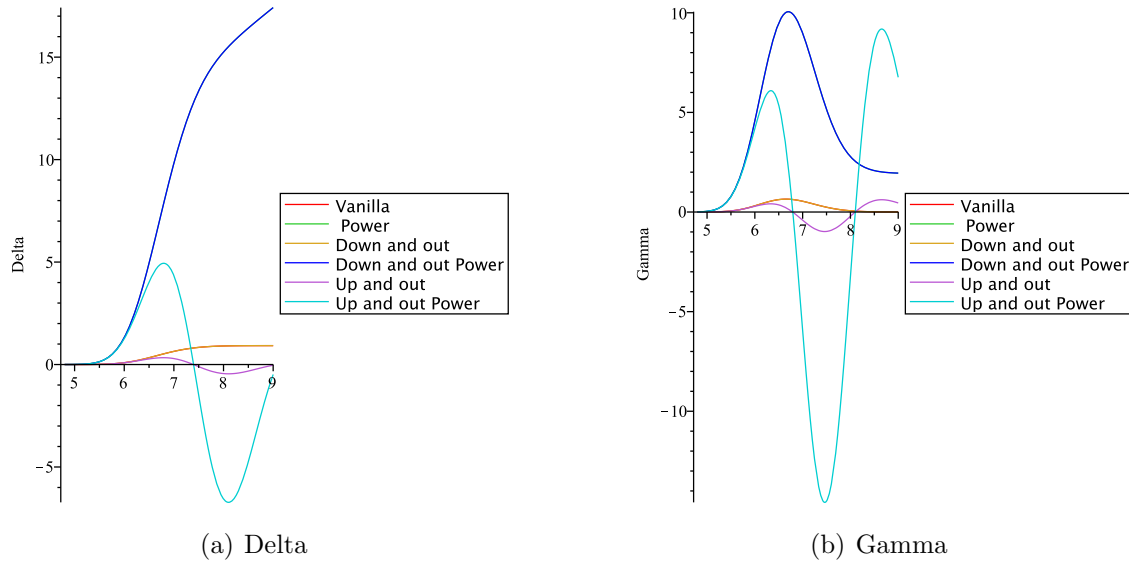 15
10
5
0
−5
5
6
7
8
9
Delta
Vanilla
Power
Down and out
Down and out Power
Up and out
Up and out Power
(a) Delta
10
5
0
−5
−10
5
6
7
8
9
Gamma
Vanilla
Power
Down and out
Down and out Power
Up and out
Up and out Power
(b) Gamma